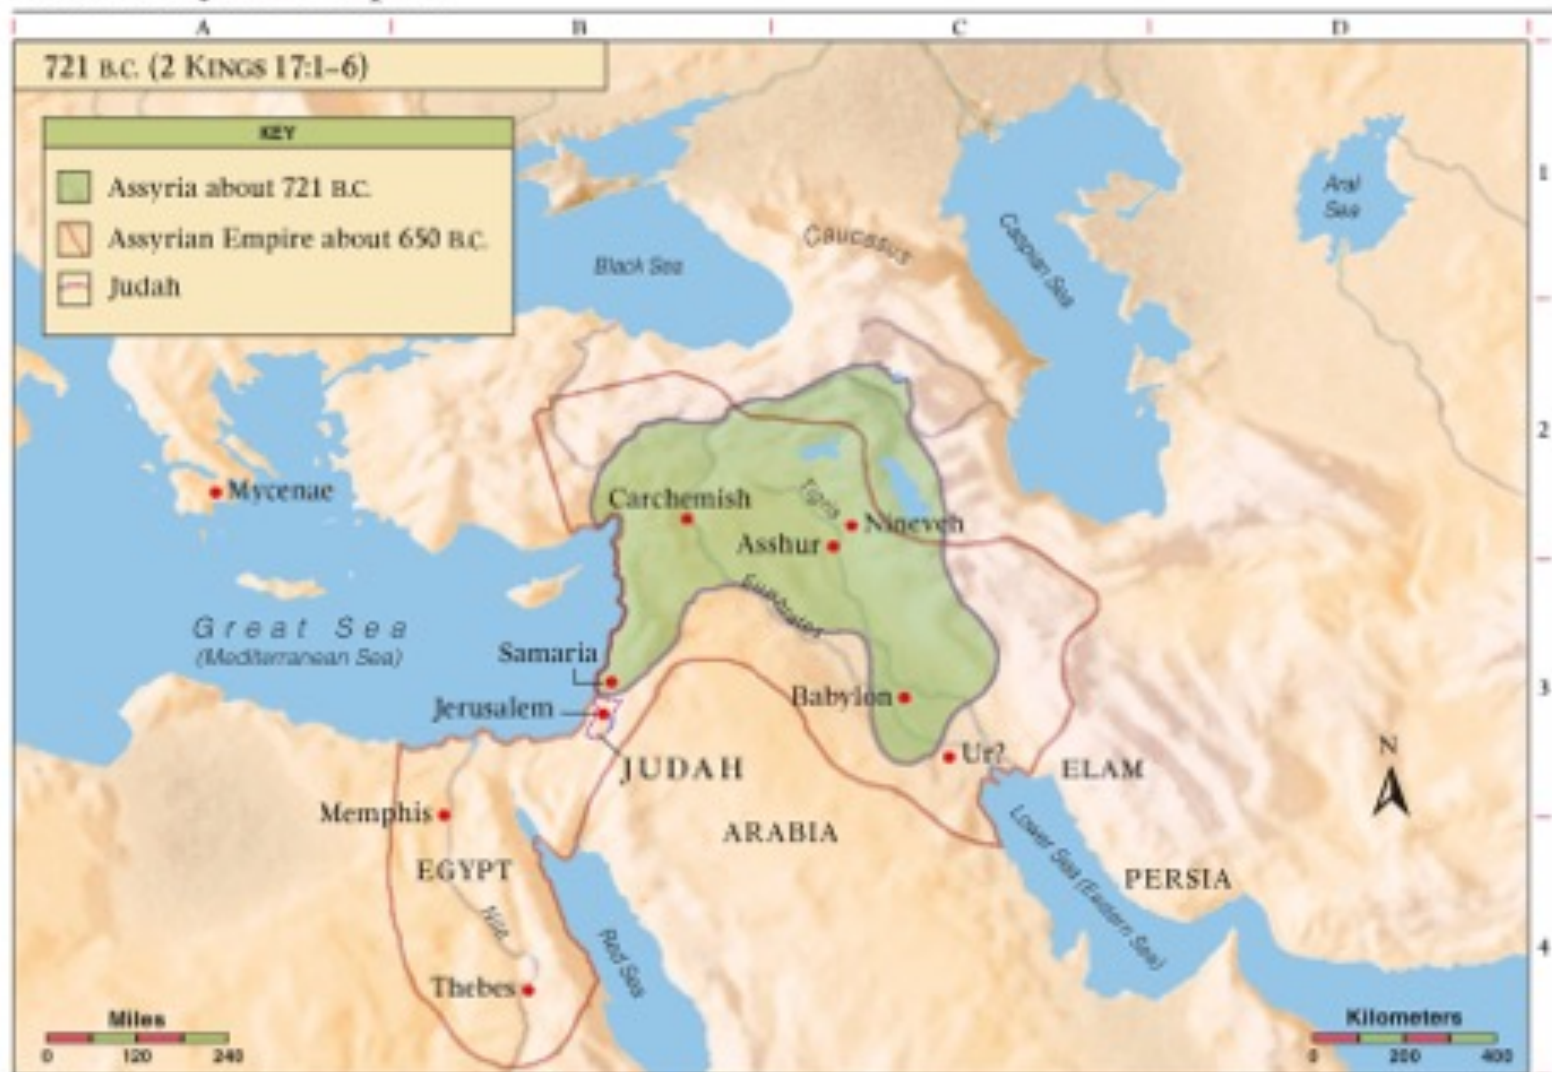 A B C D
721 B.C. (2 KINGS 17:1–6)
KEY
Assyria about 721 B.C.
Assyrian Empire about 650 B.C.
Judah
1
Aral
Sea
Caucasus
Caspian Sea
Black Sea
2
Mycenae
Carchemish
Tigris
Nineveh
Asshur
Euphrates
Great Sea
(Mediterranean Sea)
Samaria
Jerusalem
Babylon
3
JUDAH
Ur?
ELAM
N
Memphis
ARABIA
Lower Sea (Eastern Sea)
EGYPT
PERSIA
Nile
Red Sea
4
Thebes
Miles
0 120 240
Kilometers
0 200 400